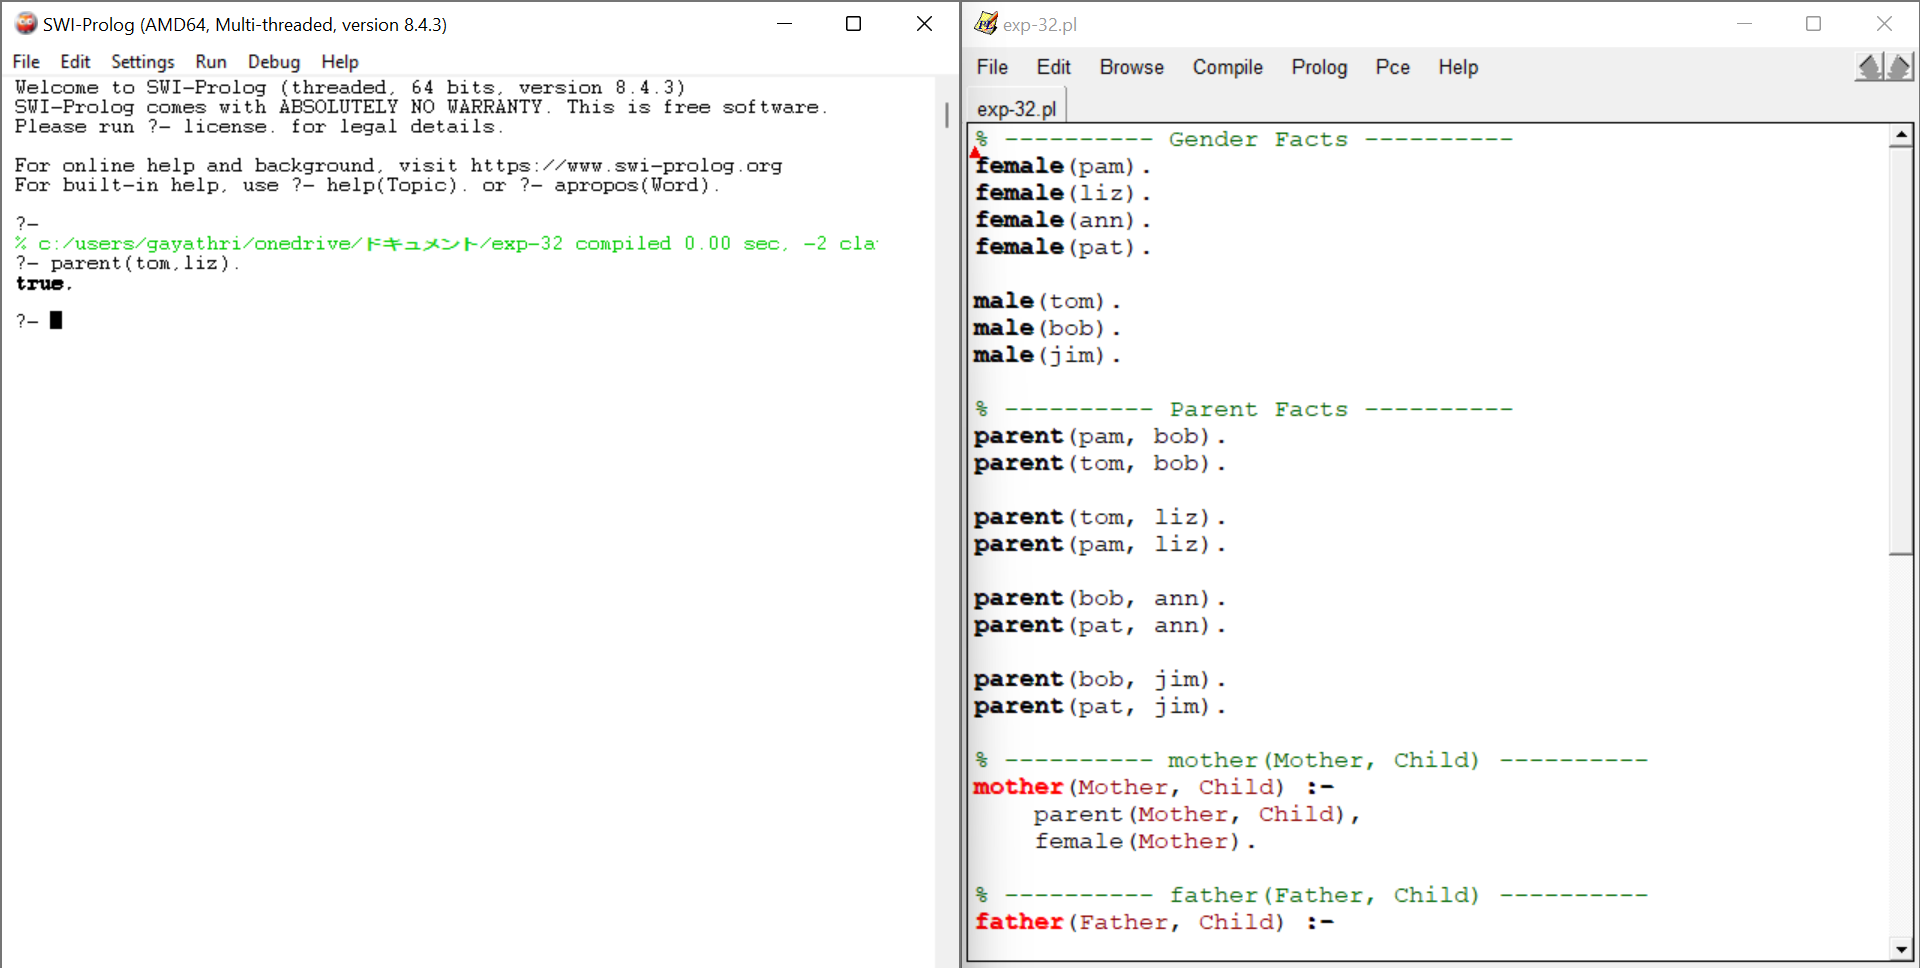 SWI-Prolog (AMD64, Multi-threaded, version 8.4.3)
File Edit Settings Run Debug Help
Welcome to SWI-Prolog (threaded, 64 bits, version 8.4.3)
SWI-Prolog comes with ABSOLUTELY NO WARRANTY. This is free software.
Please run ?- license. for legal details.
For online help and background, visit https://www.swi-prolog.org
For built-in help, use ?- help(Topic). or ?- apropos(Word).
?-
% c:/users/gayathri/onedrive/ドキュメント/exp-32 compiled 0.00 sec, -2 cla
?- parent(tom,liz).
true.
?-
exp-32.pl
File Edit Browse Compile Prolog Pce Help
exp-32.pl
% ---------- Gender Facts ----------
female(pam).
female(liz).
female(ann).
female(pat).
male(tom).
male(bob).
male(jim).
% ---------- Parent Facts ----------
parent(pam, bob).
parent(tom, bob).
parent(tom, liz).
parent(pam, liz).
parent(bob, ann).
parent(pat, ann).
parent(bob, jim).
parent(pat, jim).
% ---------- mother(Mother, Child) ----------
mother(Mother, Child) :-
    parent(Mother, Child),
    female(Mother).
% ---------- father(Father, Child) ----------
father(Father, Child) :-